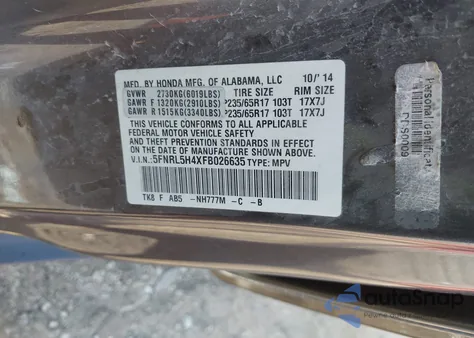 MFD. BY HONDA MFG. OF ALABAMA, LLC 10/'14
GVWR 2730KG(6019LBS) TIRE SIZE RIM SIZE
GAWR F 1320KG(2910LBS) P235/65R17 103T 17X7J
GAWR R 1515KG(3340LBS) P235/65R17 103T 17X7J
THIS VEHICLE CONFORMS TO ALL APPLICABLE
FEDERAL MOTOR VEHICLE SAFETY AND
THEFT PREVENTION STANDARDS IN EFFECT
ON THE DATE OF MANUFACTURE SHOWN ABOVE.
V.I.N.: 5FNRL5H4XFB026635 TYPE: MPV
TK8 F AB5 -NH777M -C -B
Personal Identificat
autoSnap